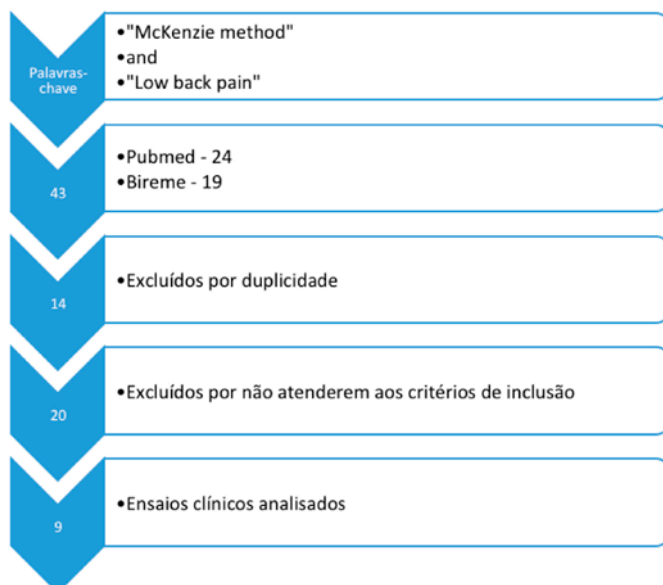 Palavras-
chave
•"McKenzie method"
•and
•"Low back pain"
43
•Pubmed - 24
•Bireme - 19
14
•Excluídos por duplicidade
20
•Excluídos por não atenderem aos critérios de inclusão
9
•Ensaios clínicos analisados